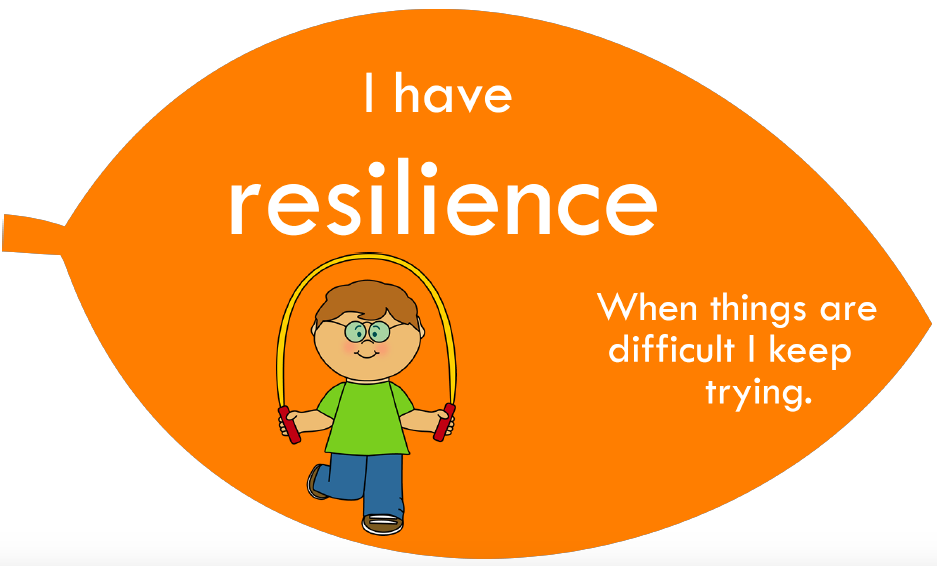 I have
resilience
When things are
difficult I keep
trying.